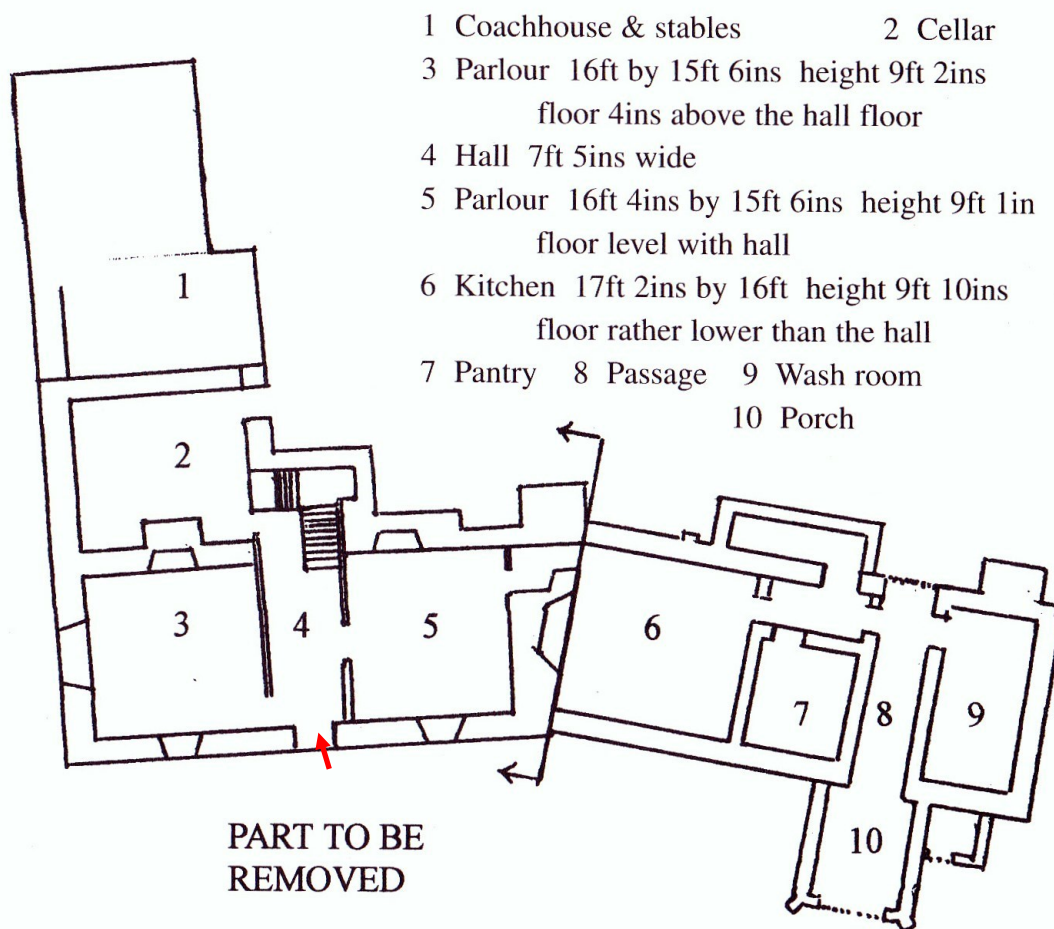 1 Coachhouse & stables 2 Cellar
3 Parlour 16ft by 15ft 6ins height 9ft 2ins
floor 4ins above the hall floor
4 Hall 7ft 5ins wide
5 Parlour 16ft 4ins by 15ft 6ins height 9ft 1in
floor level with hall
6 Kitchen 17ft 2ins by 16ft height 9ft 10ins
floor rather lower than the hall
7 Pantry 8 Passage 9 Wash room
10 Porch
1
2
3
4
5
6
7
8
9
10
PART TO BE
REMOVED